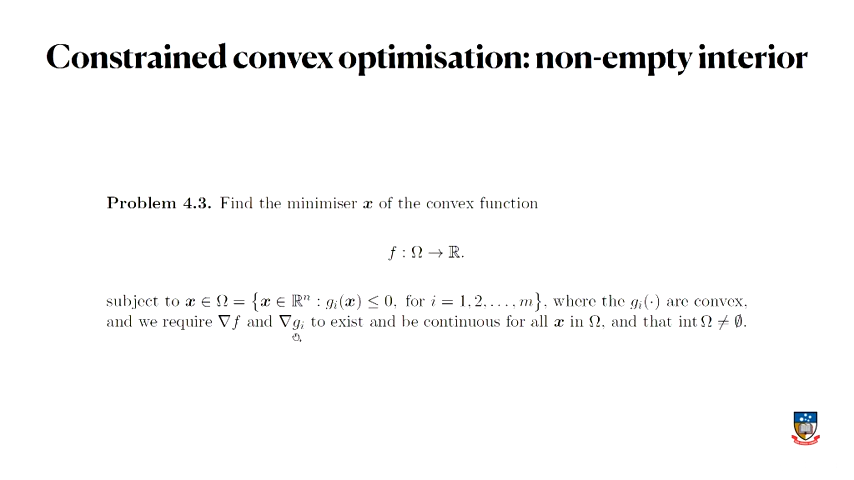 Constrained convex optimisation: non-empty interior
Problem 4.3. Find the minimiser x of the convex function
f : Ω → ℝ.
subject to x ∈ Ω = {x ∈ ℝⁿ : gᵢ(x) ≤ 0, for i = 1, 2, . . . , m}, where the gᵢ(·) are convex,
and we require ∇f and ∇gᵢ to exist and be continuous for all x in Ω, and that int Ω ≠ ∅.